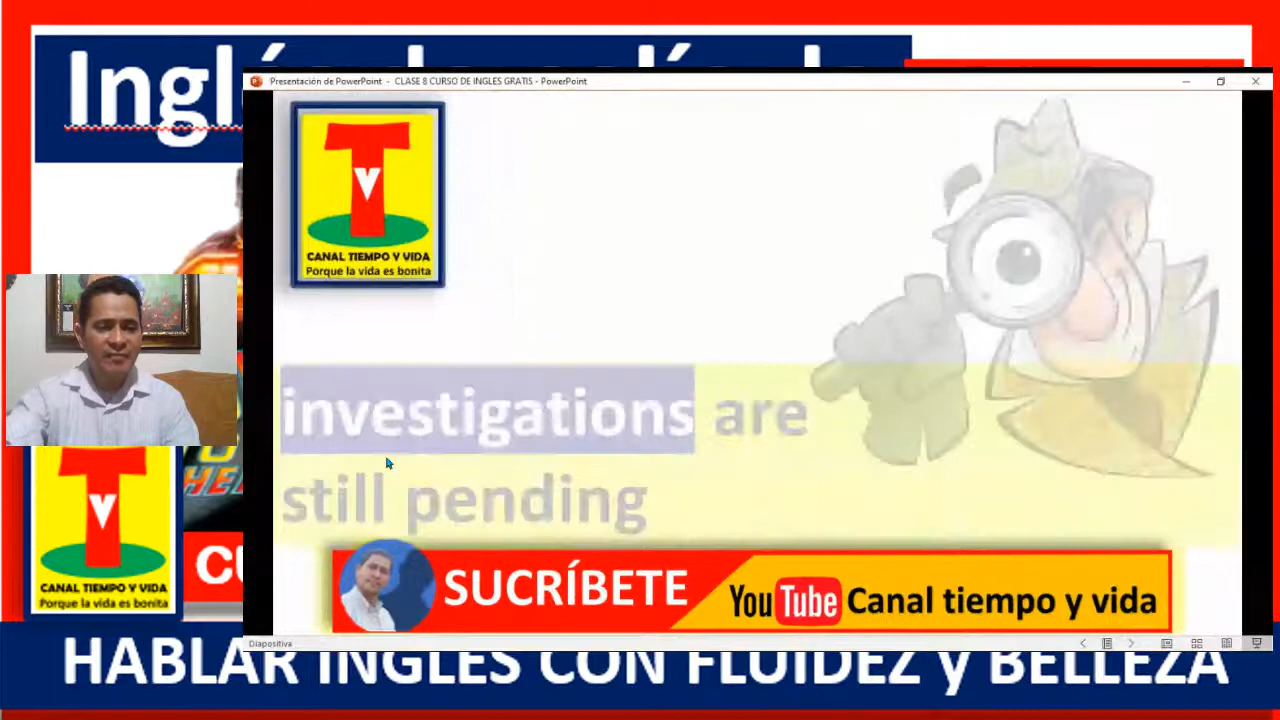 Presentación de PowerPoint - CLASE 8 CURSO DE INGLES GRATIS - PowerPoint
T
V
CANAL TIEMPO Y VIDA
Porque la vida es bonita
investigations are
still pending
SUCRÍBETE
YouTube Canal tiempo y vida
Diapositiva
T
V
CANAL TIEMPO Y VIDA
Porque la vida es bonita
HABLAR INGLES CON FLUIDEZ y BELLEZA